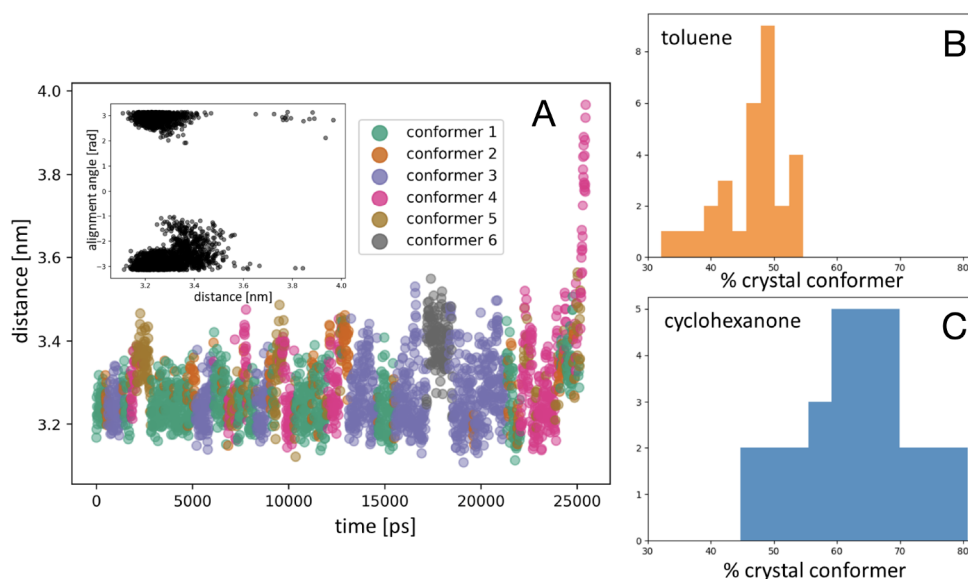 A
4.0
3.8
3.6
3.4
3.2
distance [nm]
0
5000
10000
15000
20000
25000
time [ps]
3
2
1
0
−1
−2
−3
alignment angle [rad]
3.2
3.4
3.6
3.8
4.0
distance [nm]
conformer 1
conformer 2
conformer 3
conformer 4
conformer 5
conformer 6
toluene
B
8
6
4
2
0
30 40 50 60 70 80
% crystal conformer
cyclohexanone
C
5
4
3
2
1
0
30 40 50 60 70 80
% crystal conformer